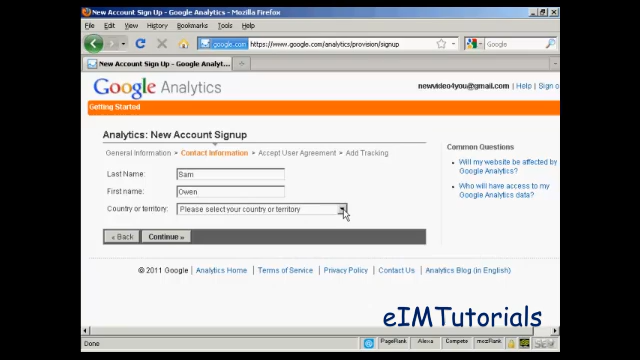 New Account Sign Up - Google Analytics - Mozilla Firefox
File Edit View History Bookmarks Tools Help
google.com https://www.google.com/analytics/provision/signup Google
New Account Sign Up - Google Analyt...
Google Analytics
newvideo4you@gmail.com | Help | Sign o
Getting Started
Analytics: New Account Signup
General Information > Contact Information > Accept User Agreement > Add Tracking
Last Name: Sam
First name: Owen
Country or territory: Please select your country or territory
« Back Continue »
Common Questions
Will my website be affected by
Google Analytics?
Who will have access to my
Google Analytics data?
© 2011 Google | Analytics Home | Terms of Service | Privacy Policy | Contact Us | Analytics Blog (in English)
eIMTutorials
Done PageRank Alexa Compete mozRank